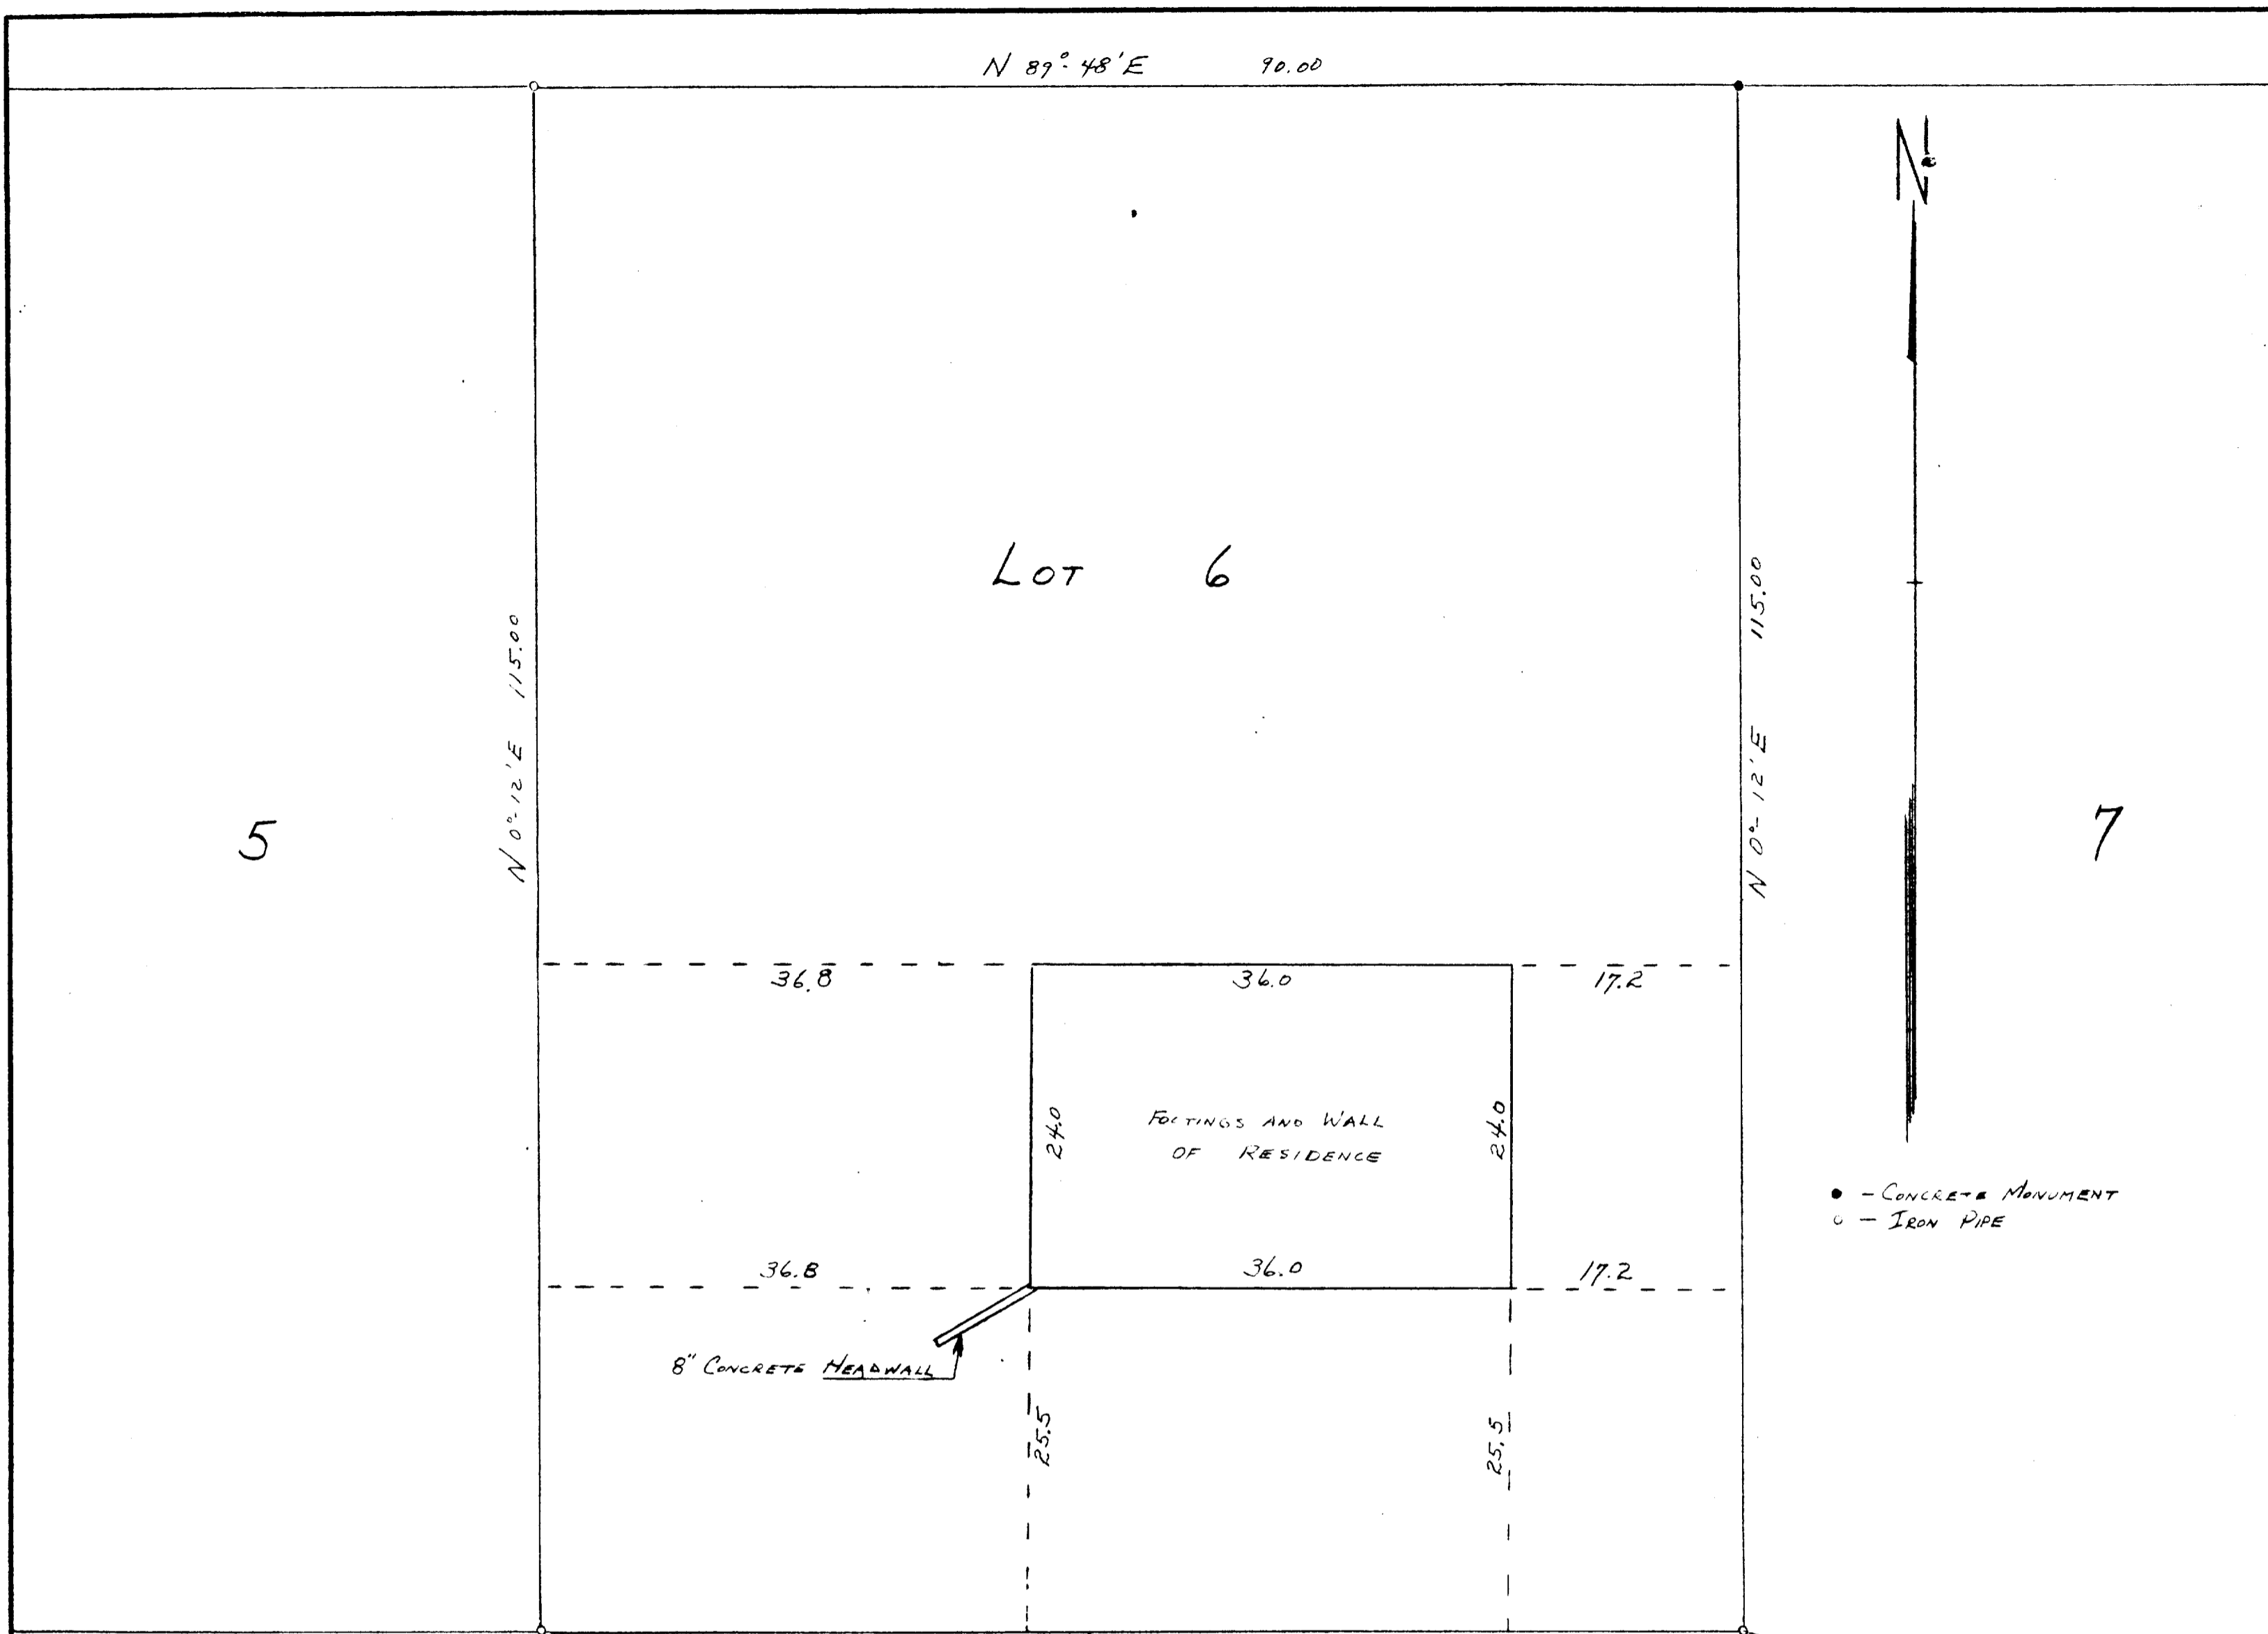 N 89°-48'E 90.00
N
LOT 6
N 0°-12'E 115.00
N 0°-12'E 115.00
5
7
36.8
36.0
17.2
24.0
FOOTINGS AND WALL
OF RESIDENCE
24.0
● - CONCRETE MONUMENT
○ - IRON PIPE
36.8
36.0
17.2
8" CONCRETE HEADWALL
25.5
25.5